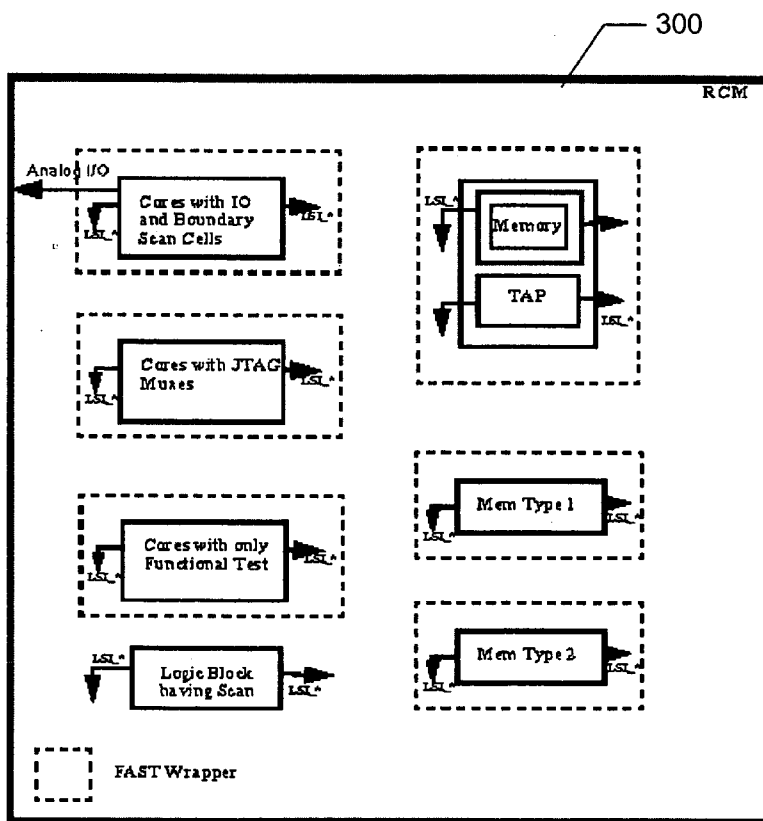 300
RCM
Analog I/O
Cores with IO
and Boundary
Scan Cells
LSI_^
LSI_^
LSI_^
Memory
TAP
LSI_^
Cores with JTAG
Muxes
LSI_^
LSI_^
Mem Type 1
LSI_^
LSI_^
Cores with only
Functional Test
LSI_^
LSI_^
Mem Type 2
LSI_^
LSI_^
LSI_^
Logic Block
having Scan
LSI_^
FAST Wrapper